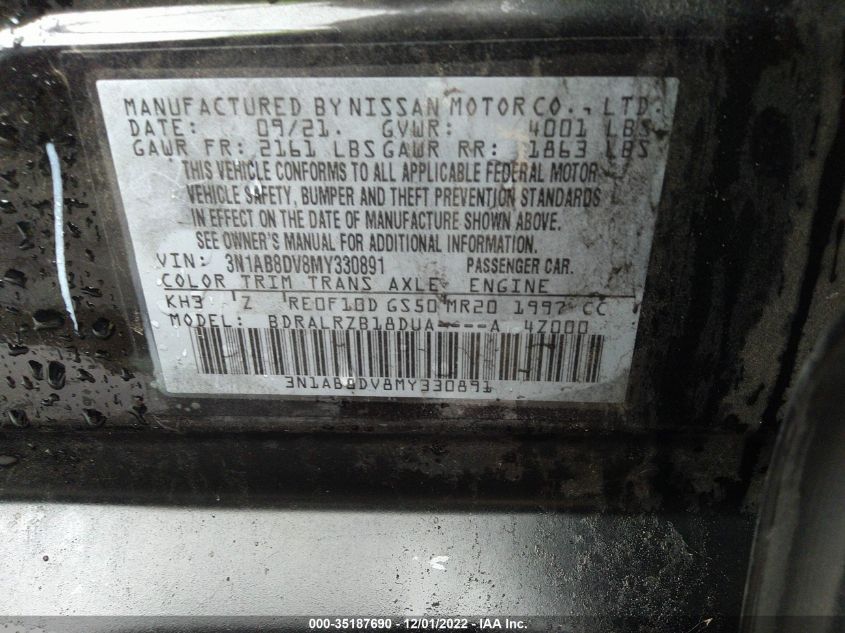 MANUFACTURED BY NISSAN MOTOR CO., LTD.
DATE: 09/21. GVWR: 4001 LBS
GAWR FR: 2161 LBS GAWR RR: 1863 LBS
THIS VEHICLE CONFORMS TO ALL APPLICABLE FEDERAL MOTOR
VEHICLE SAFETY, BUMPER AND THEFT PREVENTION STANDARDS
IN EFFECT ON THE DATE OF MANUFACTURE SHOWN ABOVE.
SEE OWNER'S MANUAL FOR ADDITIONAL INFORMATION.
VIN: 3N1AB8DV8MY330891 PASSENGER CAR.
COLOR TRIM TRANS AXLE ENGINE
KH3 Z RE0F10D GS50 MR20 1997 CC
MODEL: BDRALRZB18DUA----A 4Z000
3N1AB8DV8MY330891
000-35187690 - 12/01/2022 - IAA Inc.